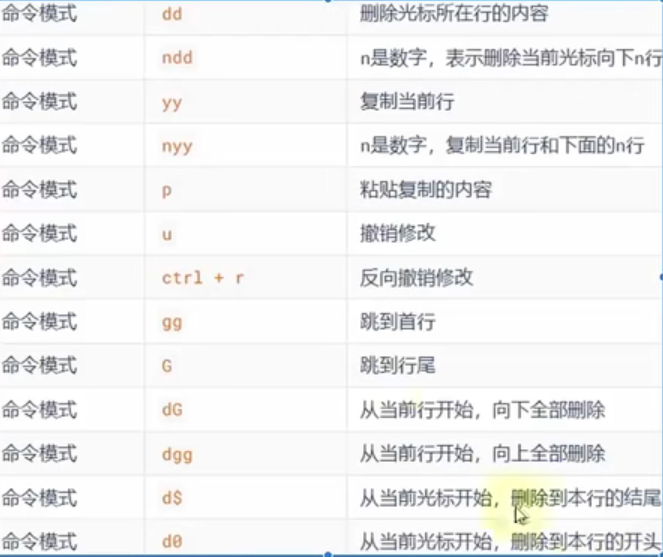 命令模式 dd 删除光标所在行的内容
命令模式 ndd n是数字，表示删除当前光标向下n行
命令模式 yy 复制当前行
命令模式 nyy n是数字，复制当前行和下面的n行
命令模式 p 粘贴复制的内容
命令模式 u 撤销修改
命令模式 ctrl + r 反向撤销修改
命令模式 gg 跳到首行
命令模式 G 跳到行尾
命令模式 dG 从当前行开始，向下全部删除
命令模式 dgg 从当前行开始，向上全部删除
命令模式 d$ 从当前光标开始，删除到本行的结尾
命令模式 d0 从当前光标开始，删除到本行的开头